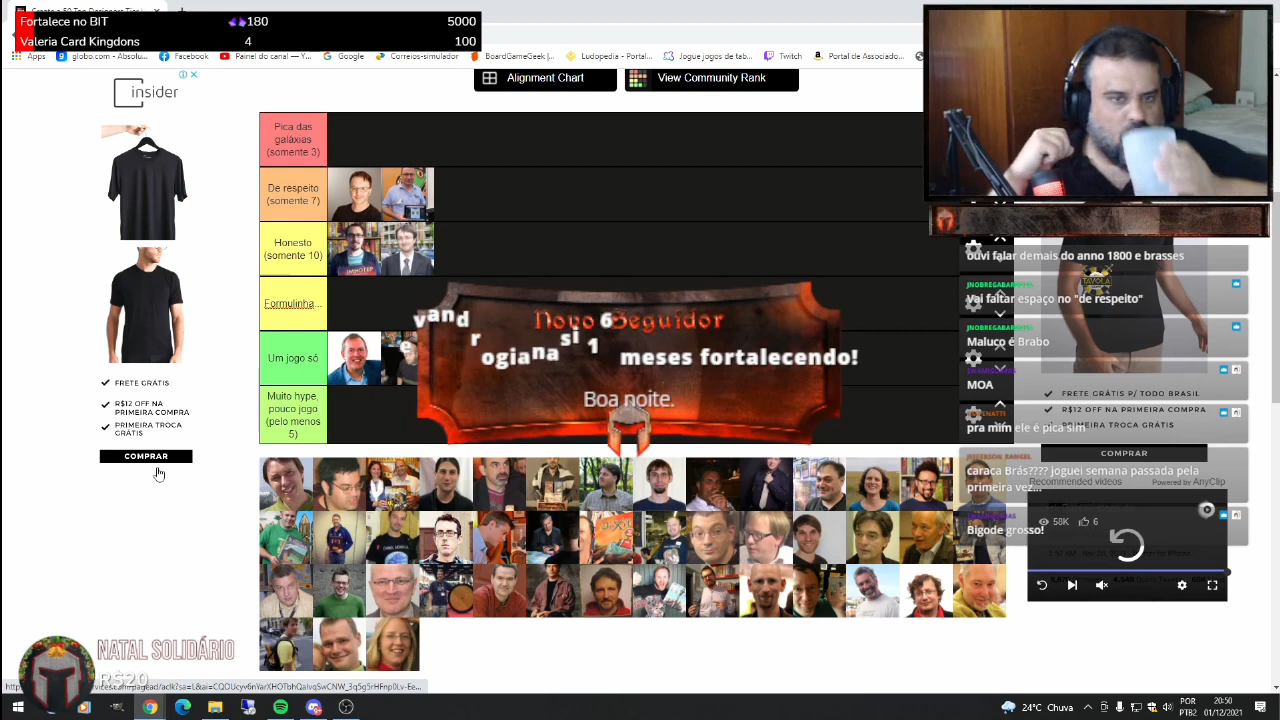 Fortalece no BIT 180 5000
Valeria Card Kingdons 4 100
Apps globo.com - Absolu... Facebook Painel do canal — Y... Google Correios-simulador BoardGameGeek | Ludopedia - Portal... Jogue jogos de tab... Twitch Portal de Associado...
insider
Alignment Chart
View Community Rank
Pica das
galáxias
(somente 3)
De respeito
(somente 7)
Honesto
(somente 10)
Formulinha...
Um jogo só
Muito hype,
pouco jogo
(pelo menos
5)
Novo Seguidor
meses fortalecendo!
Boa noite.
ouvi falar demais do anno 1800 e brasses
Vai faltar espaço no "de respeito"
Maluco é Brabo
MOA
pra mim ele é pica sim
JEFFERSON_RANGEL
caraca Brás???? joguei semana passada pela
primeira vez...
Bigode grosso!
TAVOLA
FRETE GRÁTIS
R$12 OFF NA
PRIMEIRA COMPRA
PRIMEIRA TROCA
GRÁTIS
COMPRAR
FRETE GRÁTIS P/ TODO BRASIL
R$12 OFF NA PRIMEIRA COMPRA
PRIMEIRA TROCA GRÁTIS
COMPRAR
Recommended videos Powered by AnyClip
58K 6
NATAL SOLIDÁRIO
R$20
24°C Chuva
POR
PTB2
20:50
01/12/2021